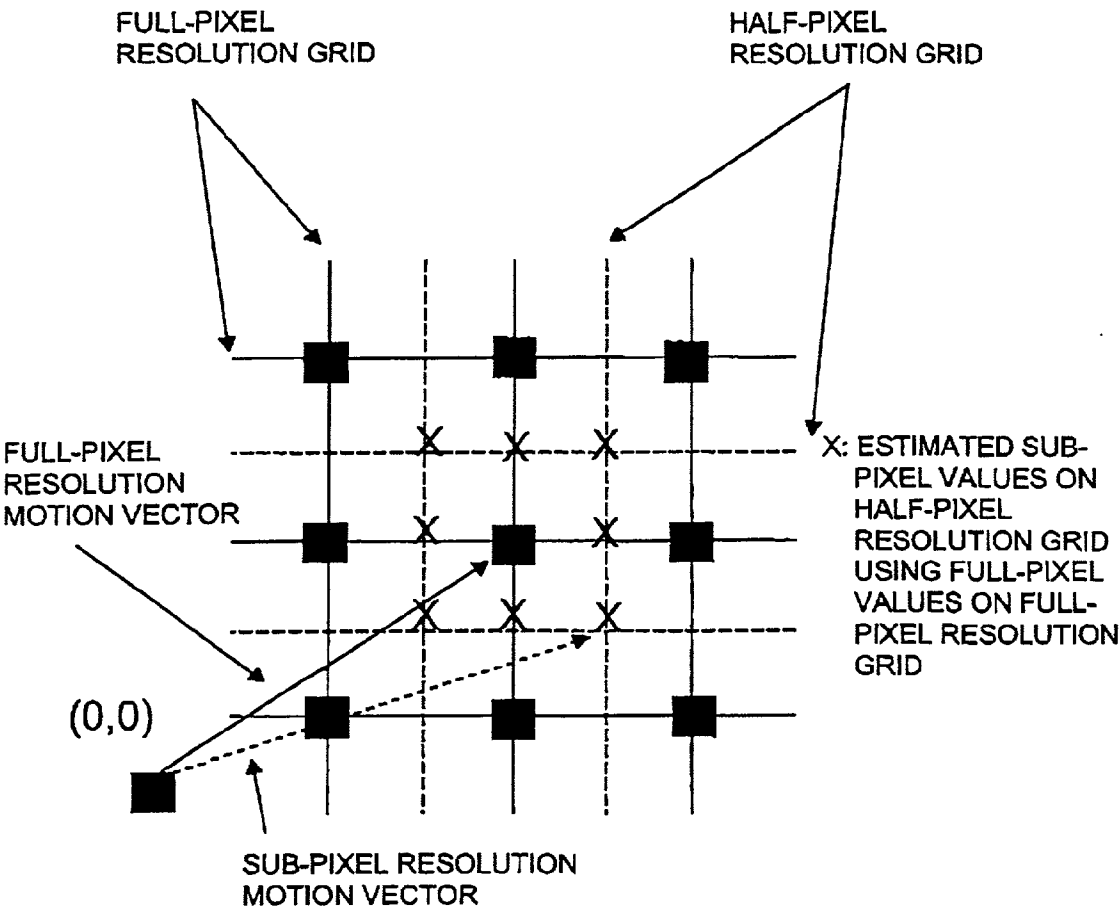 FULL-PIXEL
RESOLUTION GRID
HALF-PIXEL
RESOLUTION GRID
X X X
FULL-PIXEL
RESOLUTION
MOTION VECTOR
X: ESTIMATED SUB-
PIXEL VALUES ON
HALF-PIXEL
RESOLUTION GRID
USING FULL-PIXEL
VALUES ON FULL-
PIXEL RESOLUTION
GRID
X X
X X X
(0,0)
SUB-PIXEL RESOLUTION
MOTION VECTOR